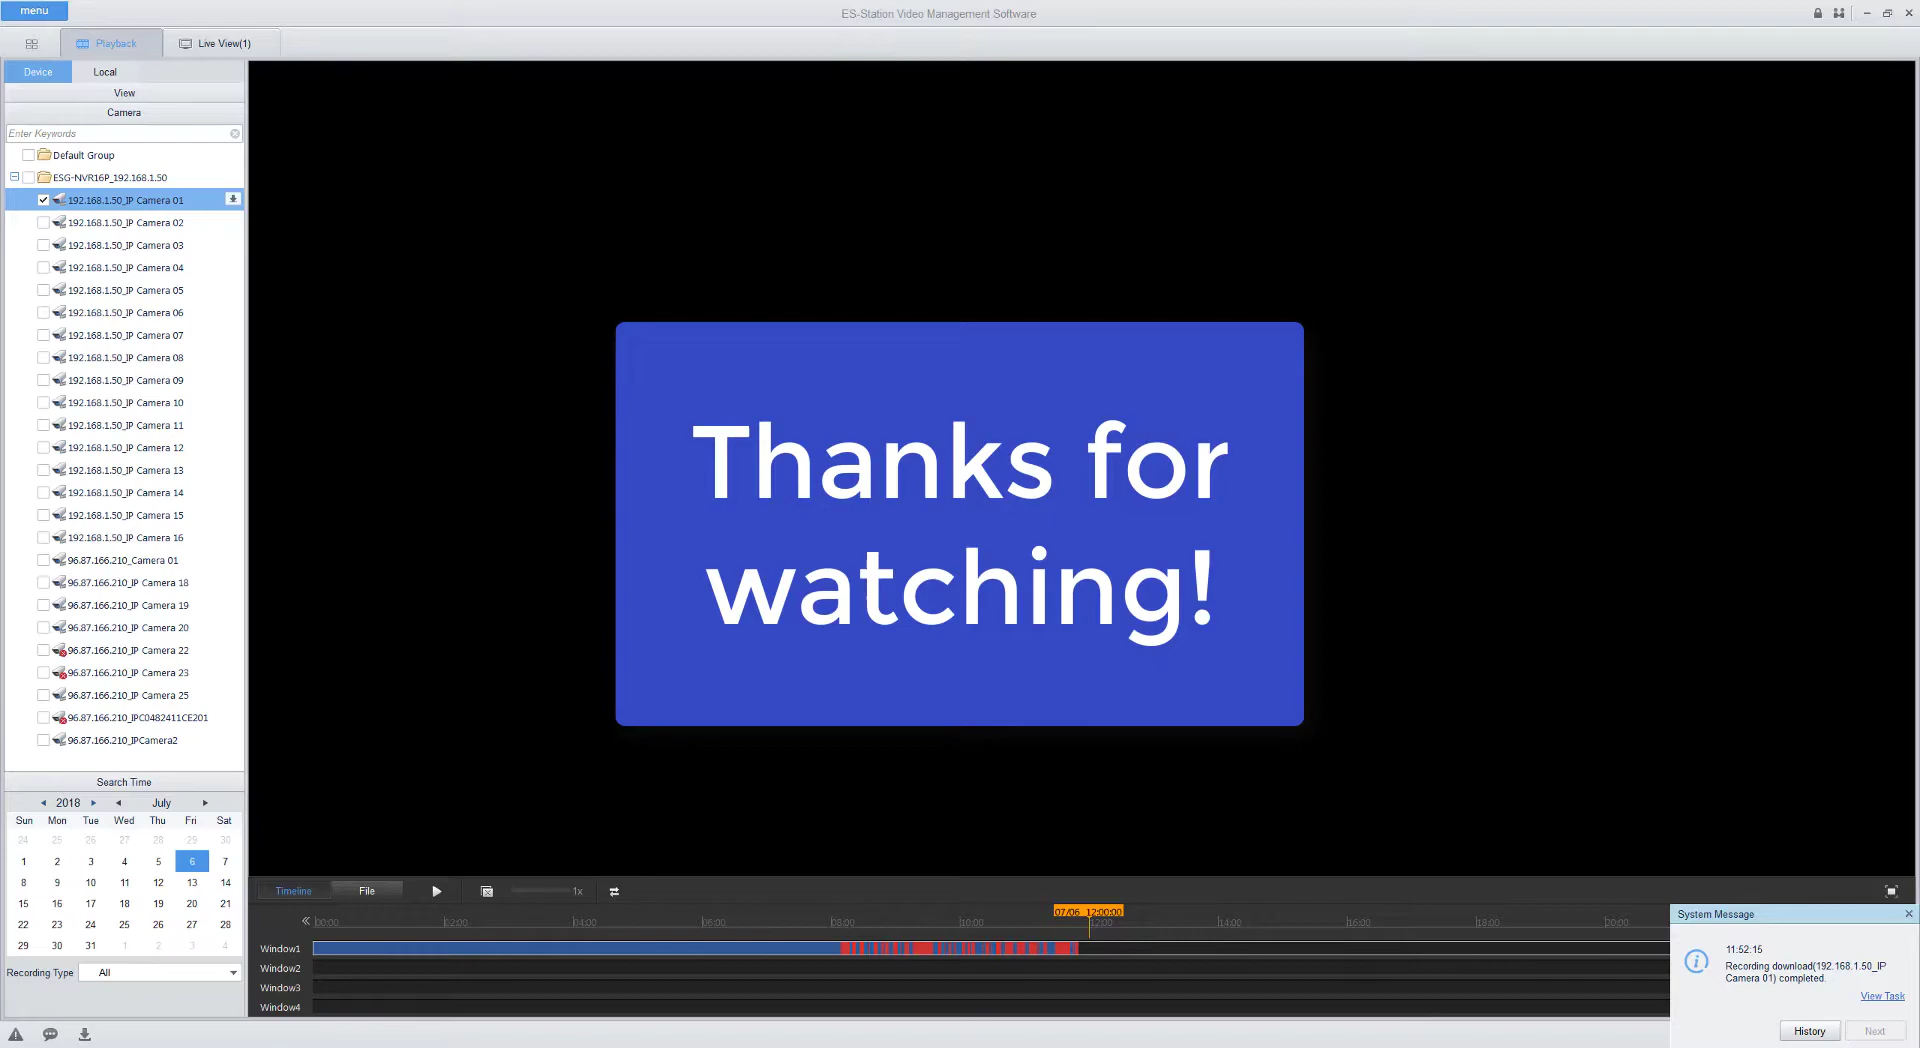 menu
ES-Station Video Management Software
Playback
Live View(1)
Device
Local
View
Camera
Enter Keywords
Default Group
ESG-NVR16P_192.168.1.50
192.168.1.50_IP Camera 01
192.168.1.50_IP Camera 02
192.168.1.50_IP Camera 03
192.168.1.50_IP Camera 04
192.168.1.50_IP Camera 05
192.168.1.50_IP Camera 06
192.168.1.50_IP Camera 07
192.168.1.50_IP Camera 08
192.168.1.50_IP Camera 09
192.168.1.50_IP Camera 10
192.168.1.50_IP Camera 11
192.168.1.50_IP Camera 12
192.168.1.50_IP Camera 13
192.168.1.50_IP Camera 14
192.168.1.50_IP Camera 15
192.168.1.50_IP Camera 16
96.87.166.210_Camera 01
96.87.166.210_IP Camera 18
96.87.166.210_IP Camera 19
96.87.166.210_IP Camera 20
96.87.166.210_IP Camera 22
96.87.166.210_IP Camera 23
96.87.166.210_IP Camera 25
96.87.166.210_IPC0482411CE201
96.87.166.210_IPCamera2
Search Time
2018 July
Sun Mon Tue Wed Thu Fri Sat
24 25 26 27 28 29 30
1 2 3 4 5 6 7
8 9 10 11 12 13 14
15 16 17 18 19 20 21
22 23 24 25 26 27 28
29 30 31 1 2 3 4
Recording Type All
Thanks for
watching!
Timeline File 1x
07/06 12:00:00
00:00 02:00 04:00 06:00 08:00 10:00 12:00 14:00 16:00 18:00 20:00
Window1
Window2
Window3
Window4
System Message
11:52:15
Recording download(192.168.1.50_IP
Camera 01) completed.
View Task
History Next